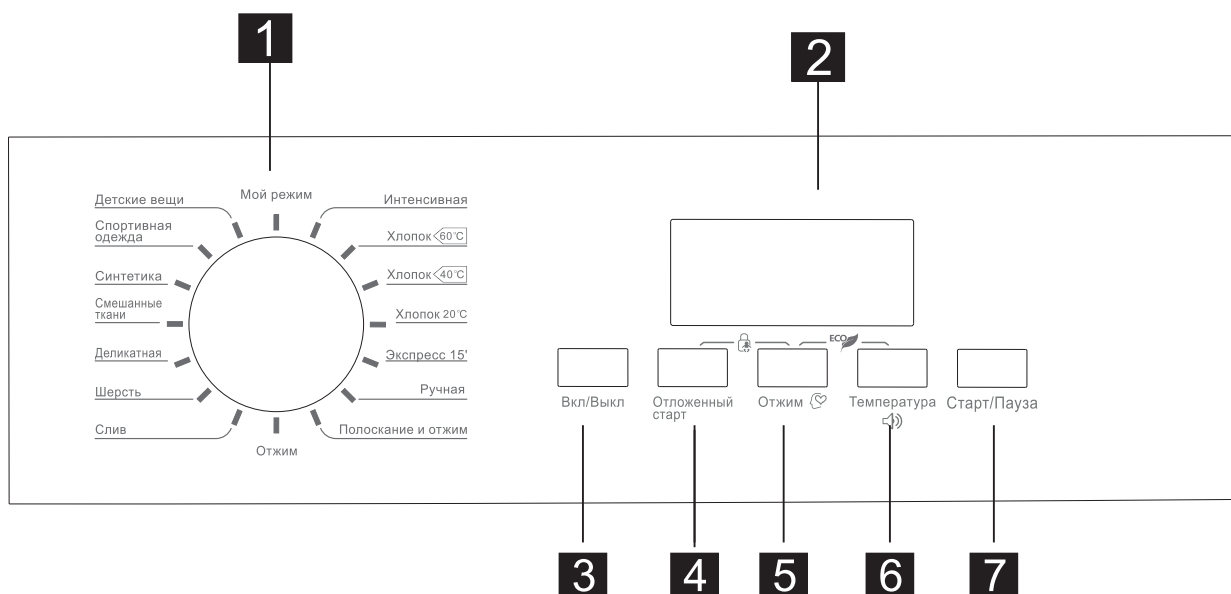 1
2
Мой режим
Детские вещи
Интенсивная
Спортивная
одежда
Хлопок 60°C
Синтетика
Хлопок 40°C
Смешанные
ткани
Хлопок 20°C
Деликатная
Экспресс 15'
Шерсть
Ручная
Слив
Полоскание и отжим
Отжим
ECO
Вкл/Выкл
Отложенный
старт
Отжим
Температура
Старт/Пауза
3
4
5
6
7